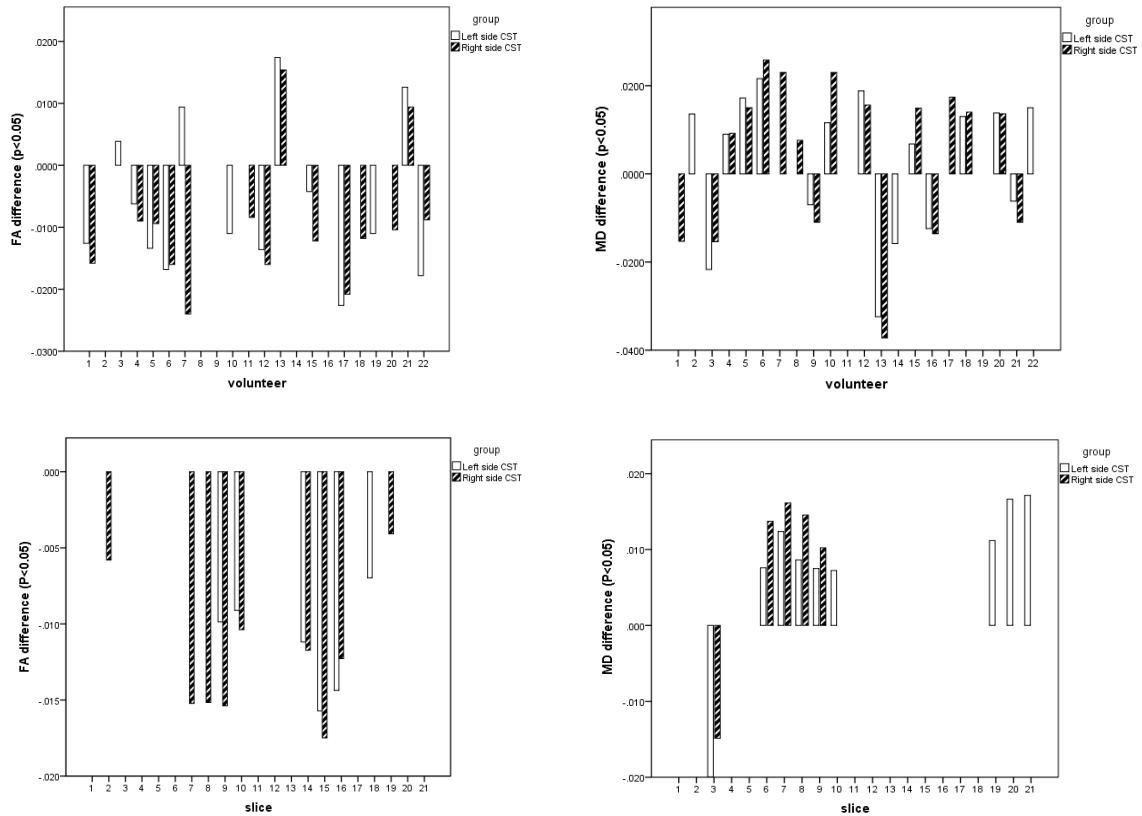 group
Left side CST
Right side CST
FA difference (p<0.05)
.0200
.0100
.0000
-.0100
-.0200
-.0300
1 2 3 4 5 6 7 8 9 10 11 12 13 14 15 16 17 18 19 20 21 22
volunteer
group
Left side CST
Right side CST
MD difference (p<0.05)
.0200
.0000
-.0200
-.0400
1 2 3 4 5 6 7 8 9 10 11 12 13 14 15 16 17 18 19 20 21 22
volunteer
group
Left side CST
Right side CST
FA difference (P<0.05)
.000
-.005
-.010
-.015
-.020
1 2 3 4 5 6 7 8 9 10 11 12 13 14 15 16 17 18 19 20 21
slice
group
Left side CST
Right side CST
MD difference (P<0.05)
.020
.010
.000
-.010
-.020
1 2 3 4 5 6 7 8 9 10 11 12 13 14 15 16 17 18 19 20 21
slice